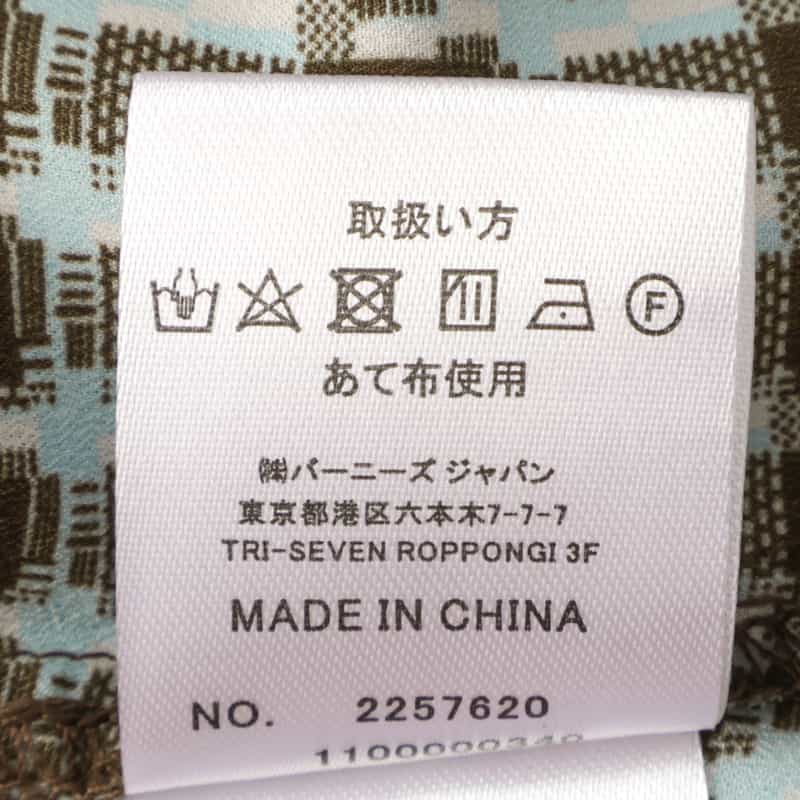 取扱い方
F
あて布使用
㈱バーニーズ ジャパン
東京都港区六本木7-7-7
TRI-SEVEN ROPPONGI 3F
MADE IN CHINA
NO. 2257620